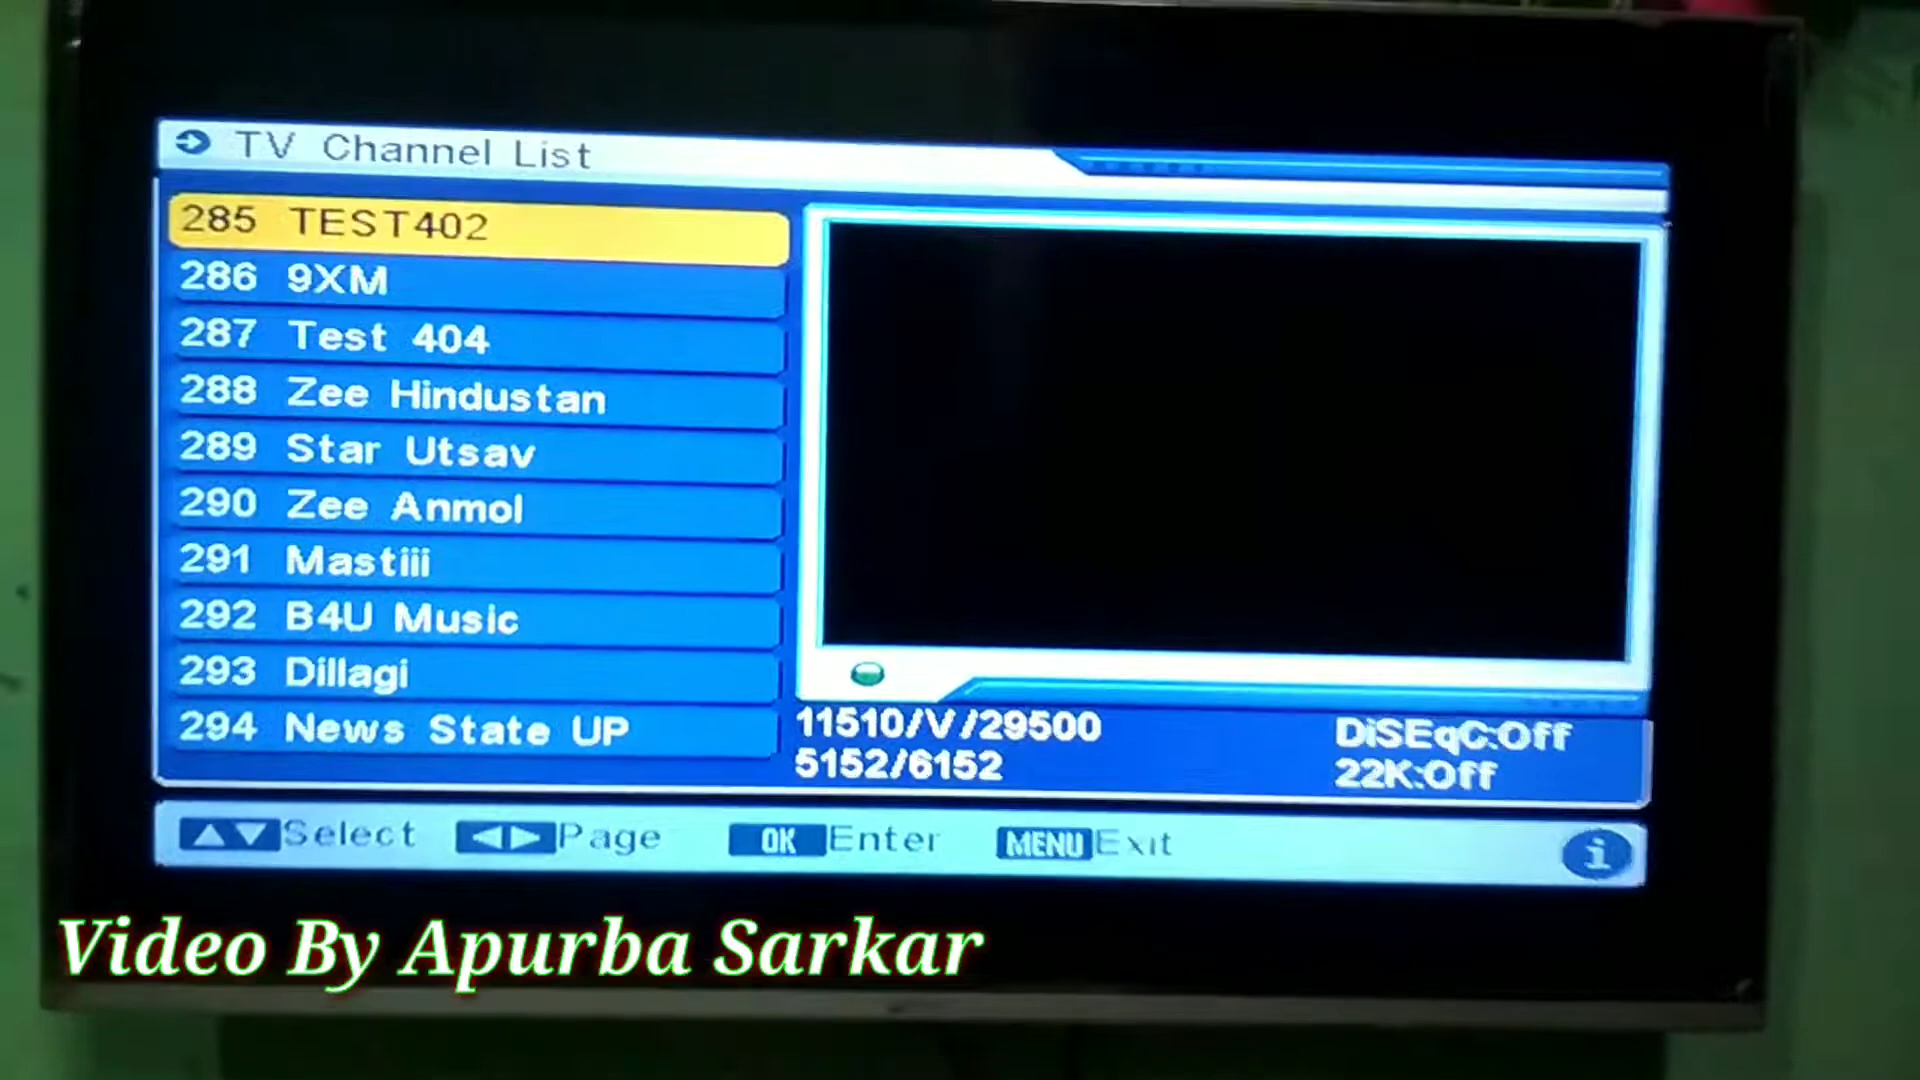 TV Channel List
285 TEST402
286 9XM
287 Test 404
288 Zee Hindustan
289 Star Utsav
290 Zee Anmol
291 Mastiii
292 B4U Music
293 Dillagi
294 News State UP
11510/V/29500
5152/6152
DiSEqC:Off
22K:Off
Select Page OK Enter MENU Exit i
Video By Apurba Sarkar